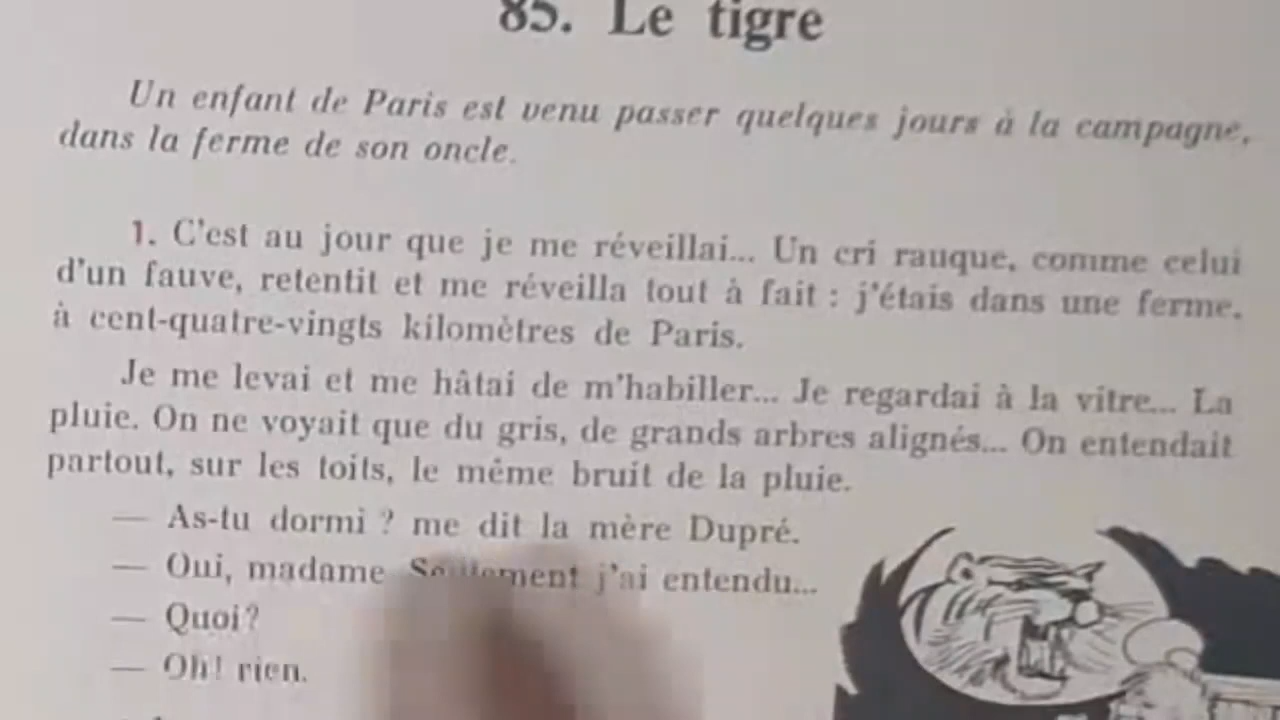 85. Le tigre
Un enfant de Paris est venu passer quelques jours à la campagne,
dans la ferme de son oncle.
1. C'est au jour que je me réveillai... Un cri rauque, comme celui
d'un fauve, retentit et me réveilla tout à fait : j'étais dans une ferme,
à cent-quatre-vingts kilomètres de Paris.
Je me levai et me hâtai de m'habiller... Je regardai à la vitre... La
pluie. On ne voyait que du gris, de grands arbres alignés... On entendait
partout, sur les toits, le même bruit de la pluie.
— As-tu dormi ? me dit la mère Dupré.
— Oui, madame Seulement j'ai entendu...
— Quoi?
— Oh! rien.